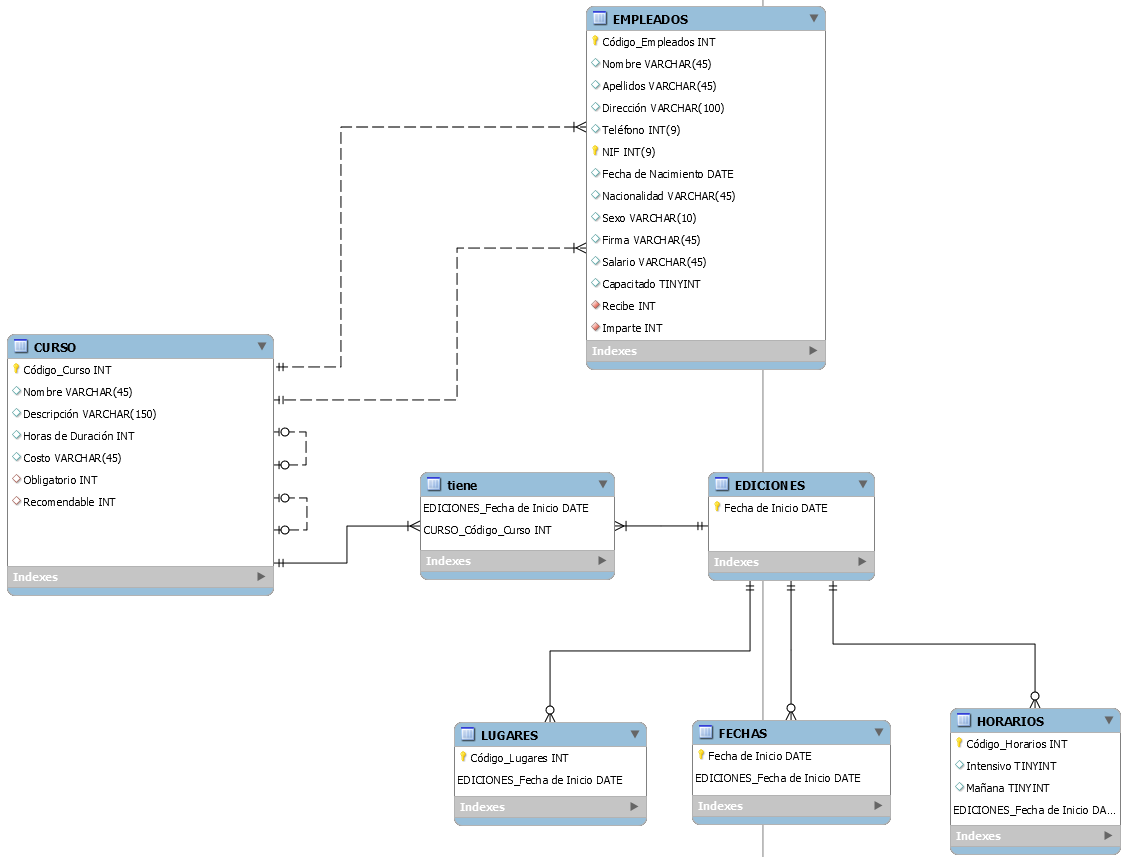 EMPLEADOS
Código_Empleados INT
Nombre VARCHAR(45)
Apellidos VARCHAR(45)
Dirección VARCHAR(100)
Teléfono INT(9)
NIF INT(9)
Fecha de Nacimiento DATE
Nacionalidad VARCHAR(45)
Sexo VARCHAR(10)
Firma VARCHAR(45)
Salario VARCHAR(45)
Capacitado TINYINT
Recibe INT
Imparte INT
Indexes
CURSO
Código_Curso INT
Nombre VARCHAR(45)
Descripción VARCHAR(150)
Horas de Duración INT
Costo VARCHAR(45)
Obligatorio INT
Recomendable INT
Indexes
tiene
EDICIONES_Fecha de Inicio DATE
CURSO_Código_Curso INT
Indexes
EDICIONES
Fecha de Inicio DATE
Indexes
LUGARES
Código_Lugares INT
EDICIONES_Fecha de Inicio DATE
Indexes
FECHAS
Fecha de Inicio DATE
EDICIONES_Fecha de Inicio DATE
Indexes
HORARIOS
Código_Horarios INT
Intensivo TINYINT
Mañana TINYINT
EDICIONES_Fecha de Inicio DA...
Indexes